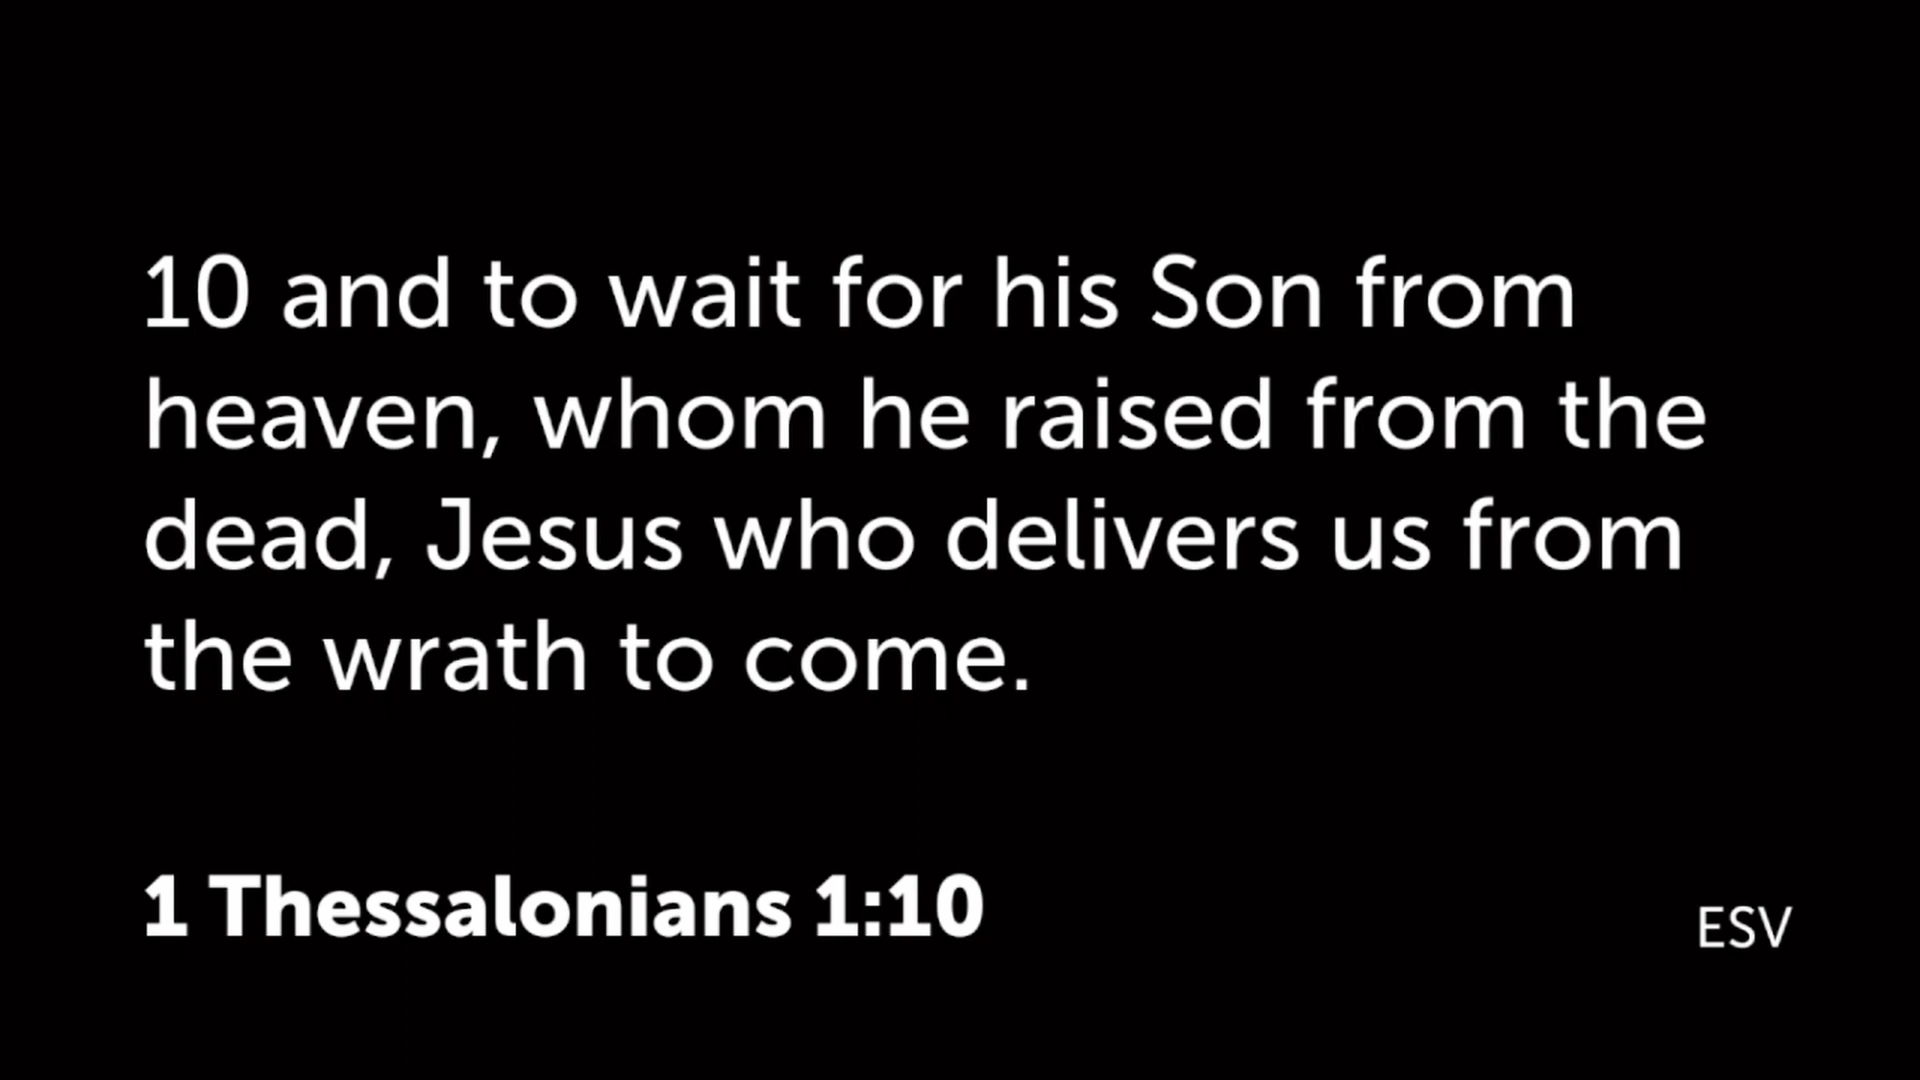 10 and to wait for his Son from
heaven, whom he raised from the
dead, Jesus who delivers us from
the wrath to come.
1 Thessalonians 1:10
ESV